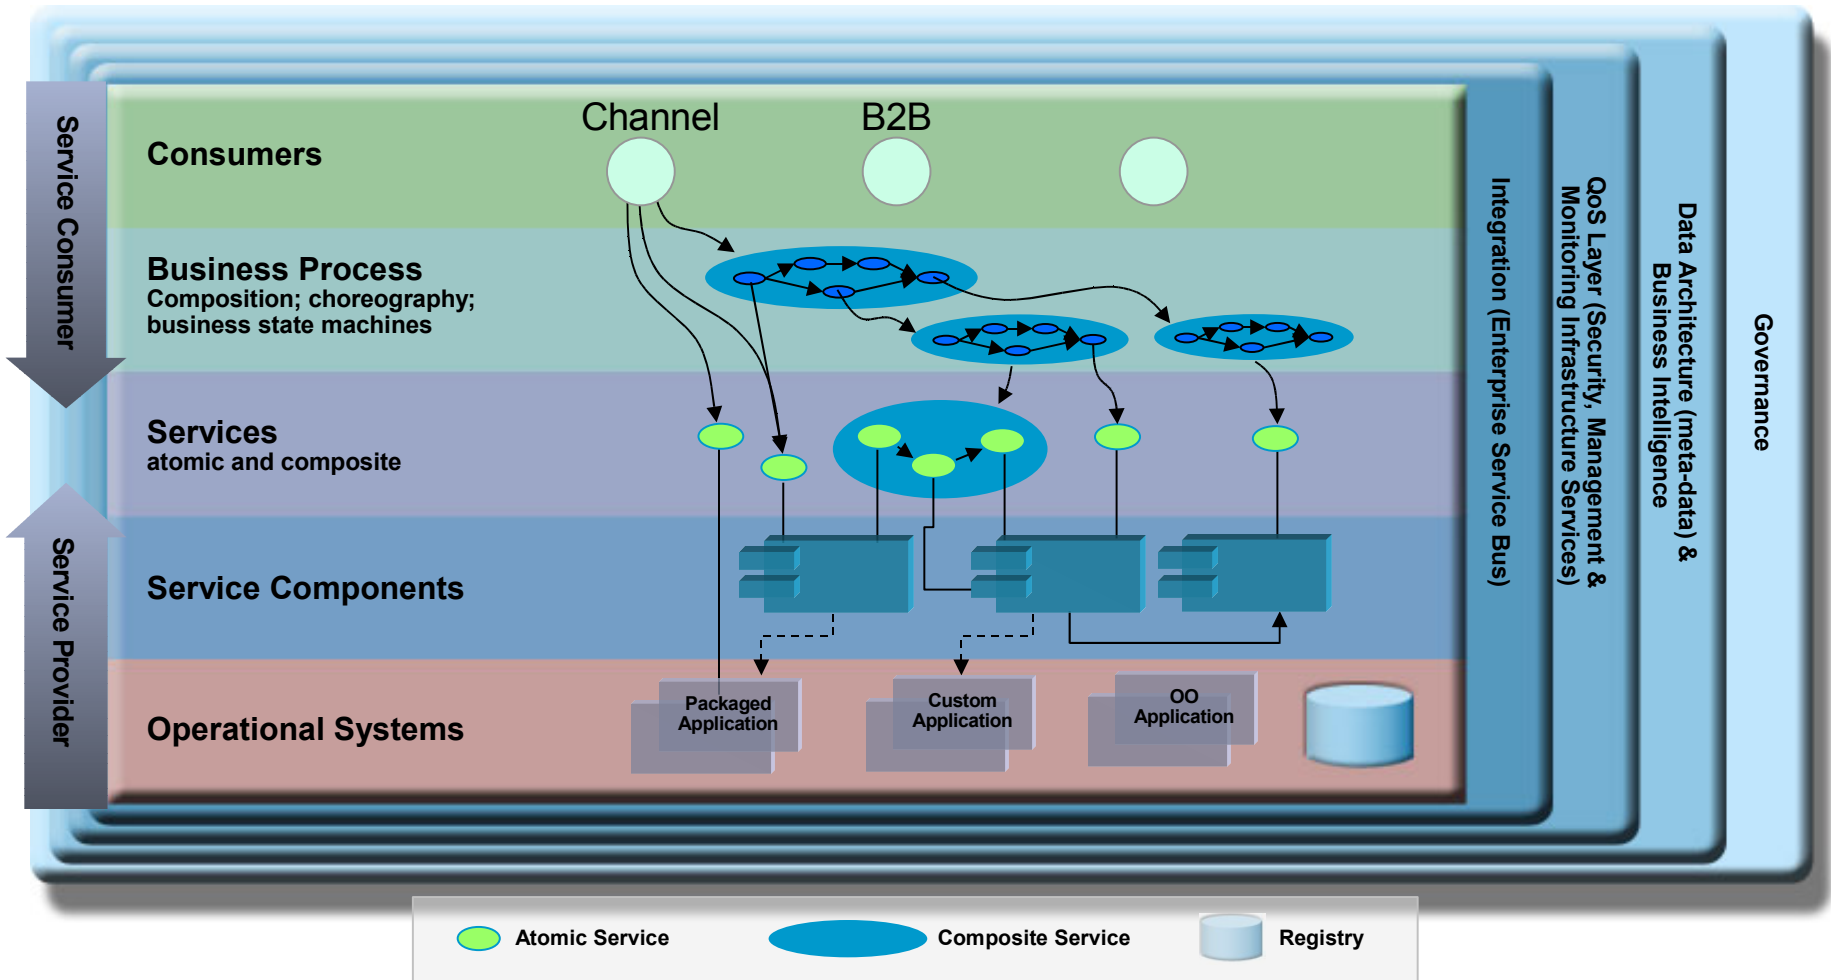 Channel
B2B
Consumers
Business Process
Composition; choreography;
business state machines
Services
atomic and composite
Service Components
Operational Systems
Packaged
Application
Custom
Application
OO
Application
Service Consumer
Service Provider
Integration (Enterprise Service Bus)
QoS Layer (Security, Management &
Monitoring Infrastructure Services)
Data Architecture (meta-data) &
Business Intelligence
Governance
Atomic Service
Composite Service
Registry